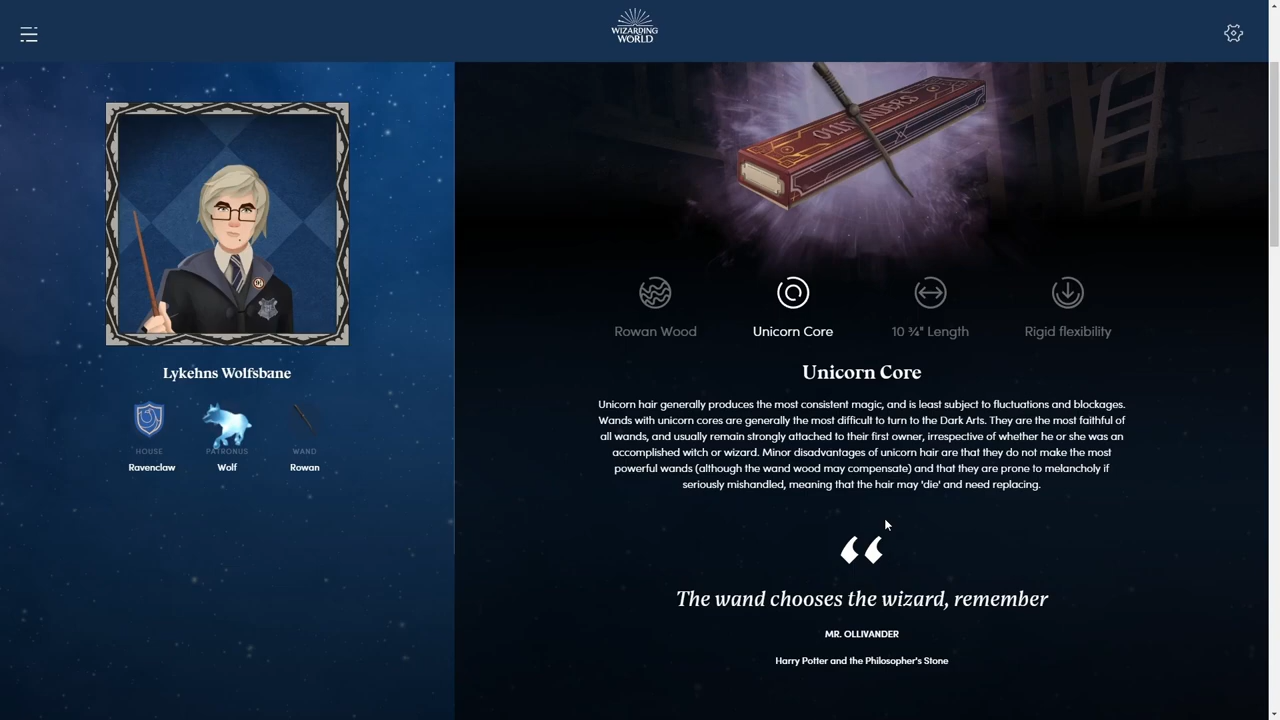 WIZARDING
WORLD
OLLIVANDERS
Rowan Wood
Unicorn Core
10 ¾" Length
Rigid flexibility
Lykehns Wolfsbane
HOUSE
PATRONUS
WAND
Ravenclaw
Wolf
Rowan
Unicorn Core
Unicorn hair generally produces the most consistent magic, and is least subject to fluctuations and blockages.
Wands with unicorn cores are generally the most difficult to turn to the Dark Arts. They are the most faithful of
all wands, and usually remain strongly attached to their first owner, irrespective of whether he or she was an
accomplished witch or wizard. Minor disadvantages of unicorn hair are that they do not make the most
powerful wands (although the wand wood may compensate) and that they are prone to melancholy if
seriously mishandled, meaning that the hair may 'die' and need replacing.
“
The wand chooses the wizard, remember
MR. OLLIVANDER
Harry Potter and the Philosopher's Stone